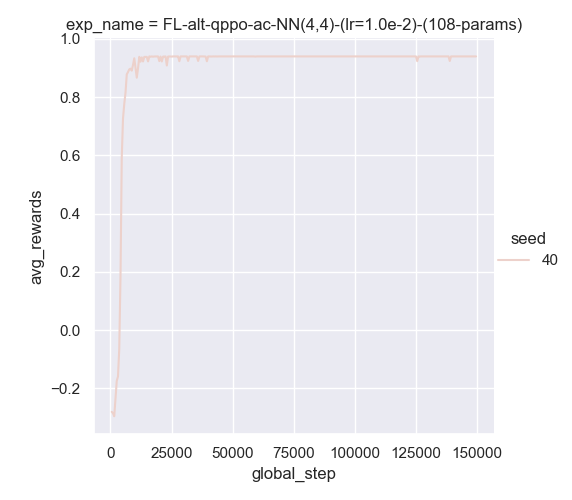 exp_name = FL-alt-qppo-ac-NN(4,4)-(lr=1.0e-2)-(108-params)
1.0
0.8
0.6
0.4
0.2
0.0
−0.2
avg_rewards
0 25000 50000 75000 100000 125000 150000
global_step
seed
40